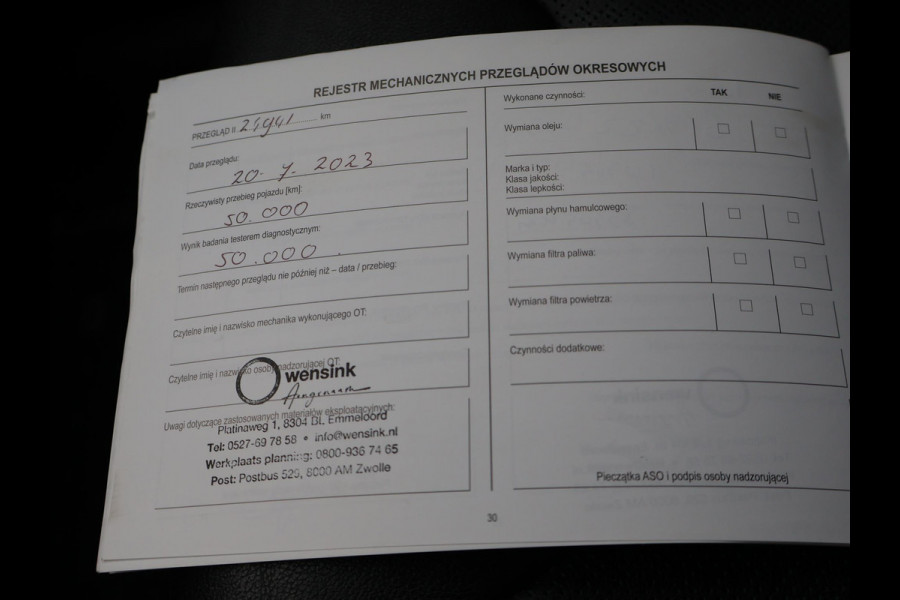 REJESTR MECHANICZNYCH PRZEGLĄDÓW OKRESOWYCH
PRZEGLĄD II 21941 km
Data przeglądu:
20-7. 2023
Rzeczywisty przebieg pojazdu [km]:
50.000
Wynik badania testerem diagnostycznym:
50.000
Termin następnego przeglądu nie później niż – data / przebieg:
Czytelne imię i nazwisko mechanika wykonującego OT:
Czytelne imię i nazwisko osoby nadzorującej OT:
wensink
Uwagi dotyczące zastosowanych materiałów eksploatacyjnych:
Platinaweg 1, 8304 BL Emmeloord
Tel: 0527-69 78 58 • info@wensink.nl
Werkplaats planning: 0800-936 74 65
Post: Postbus 525, 8000 AM Zwolle
Wykonane czynności: TAK NIE
Wymiana oleju:
Marka i typ:
Klasa jakości:
Klasa lepkości:
Wymiana płynu hamulcowego:
Wymiana filtra paliwa:
Wymiana filtra powietrza:
Czynności dodatkowe:
Pieczątka ASO i podpis osoby nadzorującej
30